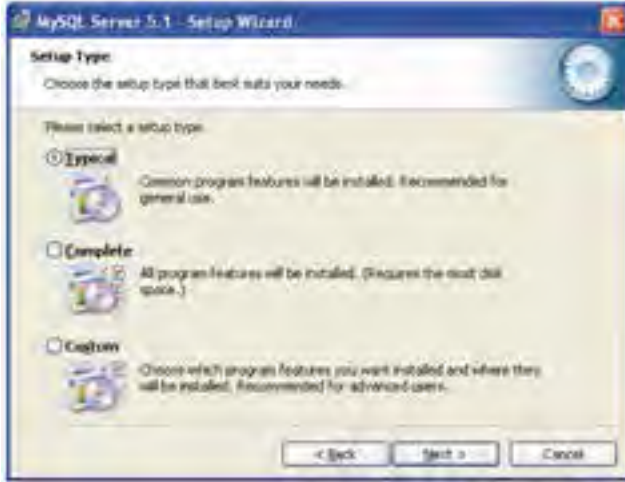 MySQL Server 5.1 - Setup Wizard
Setup Type
Choose the setup type that best suits your needs.
Please select a setup type.
Typical
Common program features will be installed. Recommended for
general use.
Complete
All program features will be installed. (Requires the most disk
space.)
Custom
Choose which program features you want installed and where they
will be installed. Recommended for advanced users.
< Back
Next >
Cancel